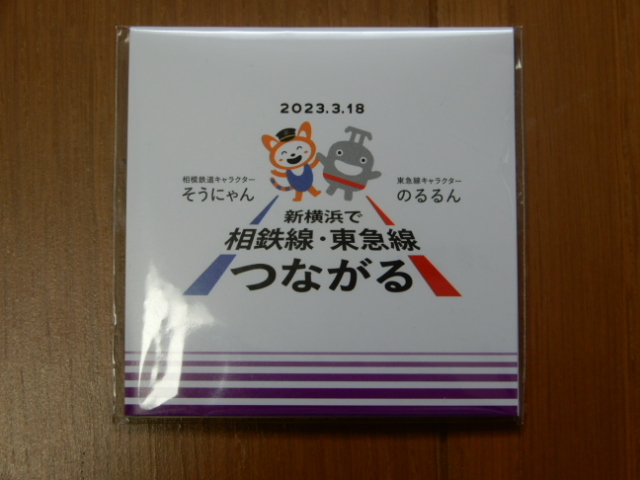 2023.3.18
相模鉄道キャラクター
そうにゃん
東急線キャラクター
のるるん
新横浜で
相鉄線・東急線
つながる